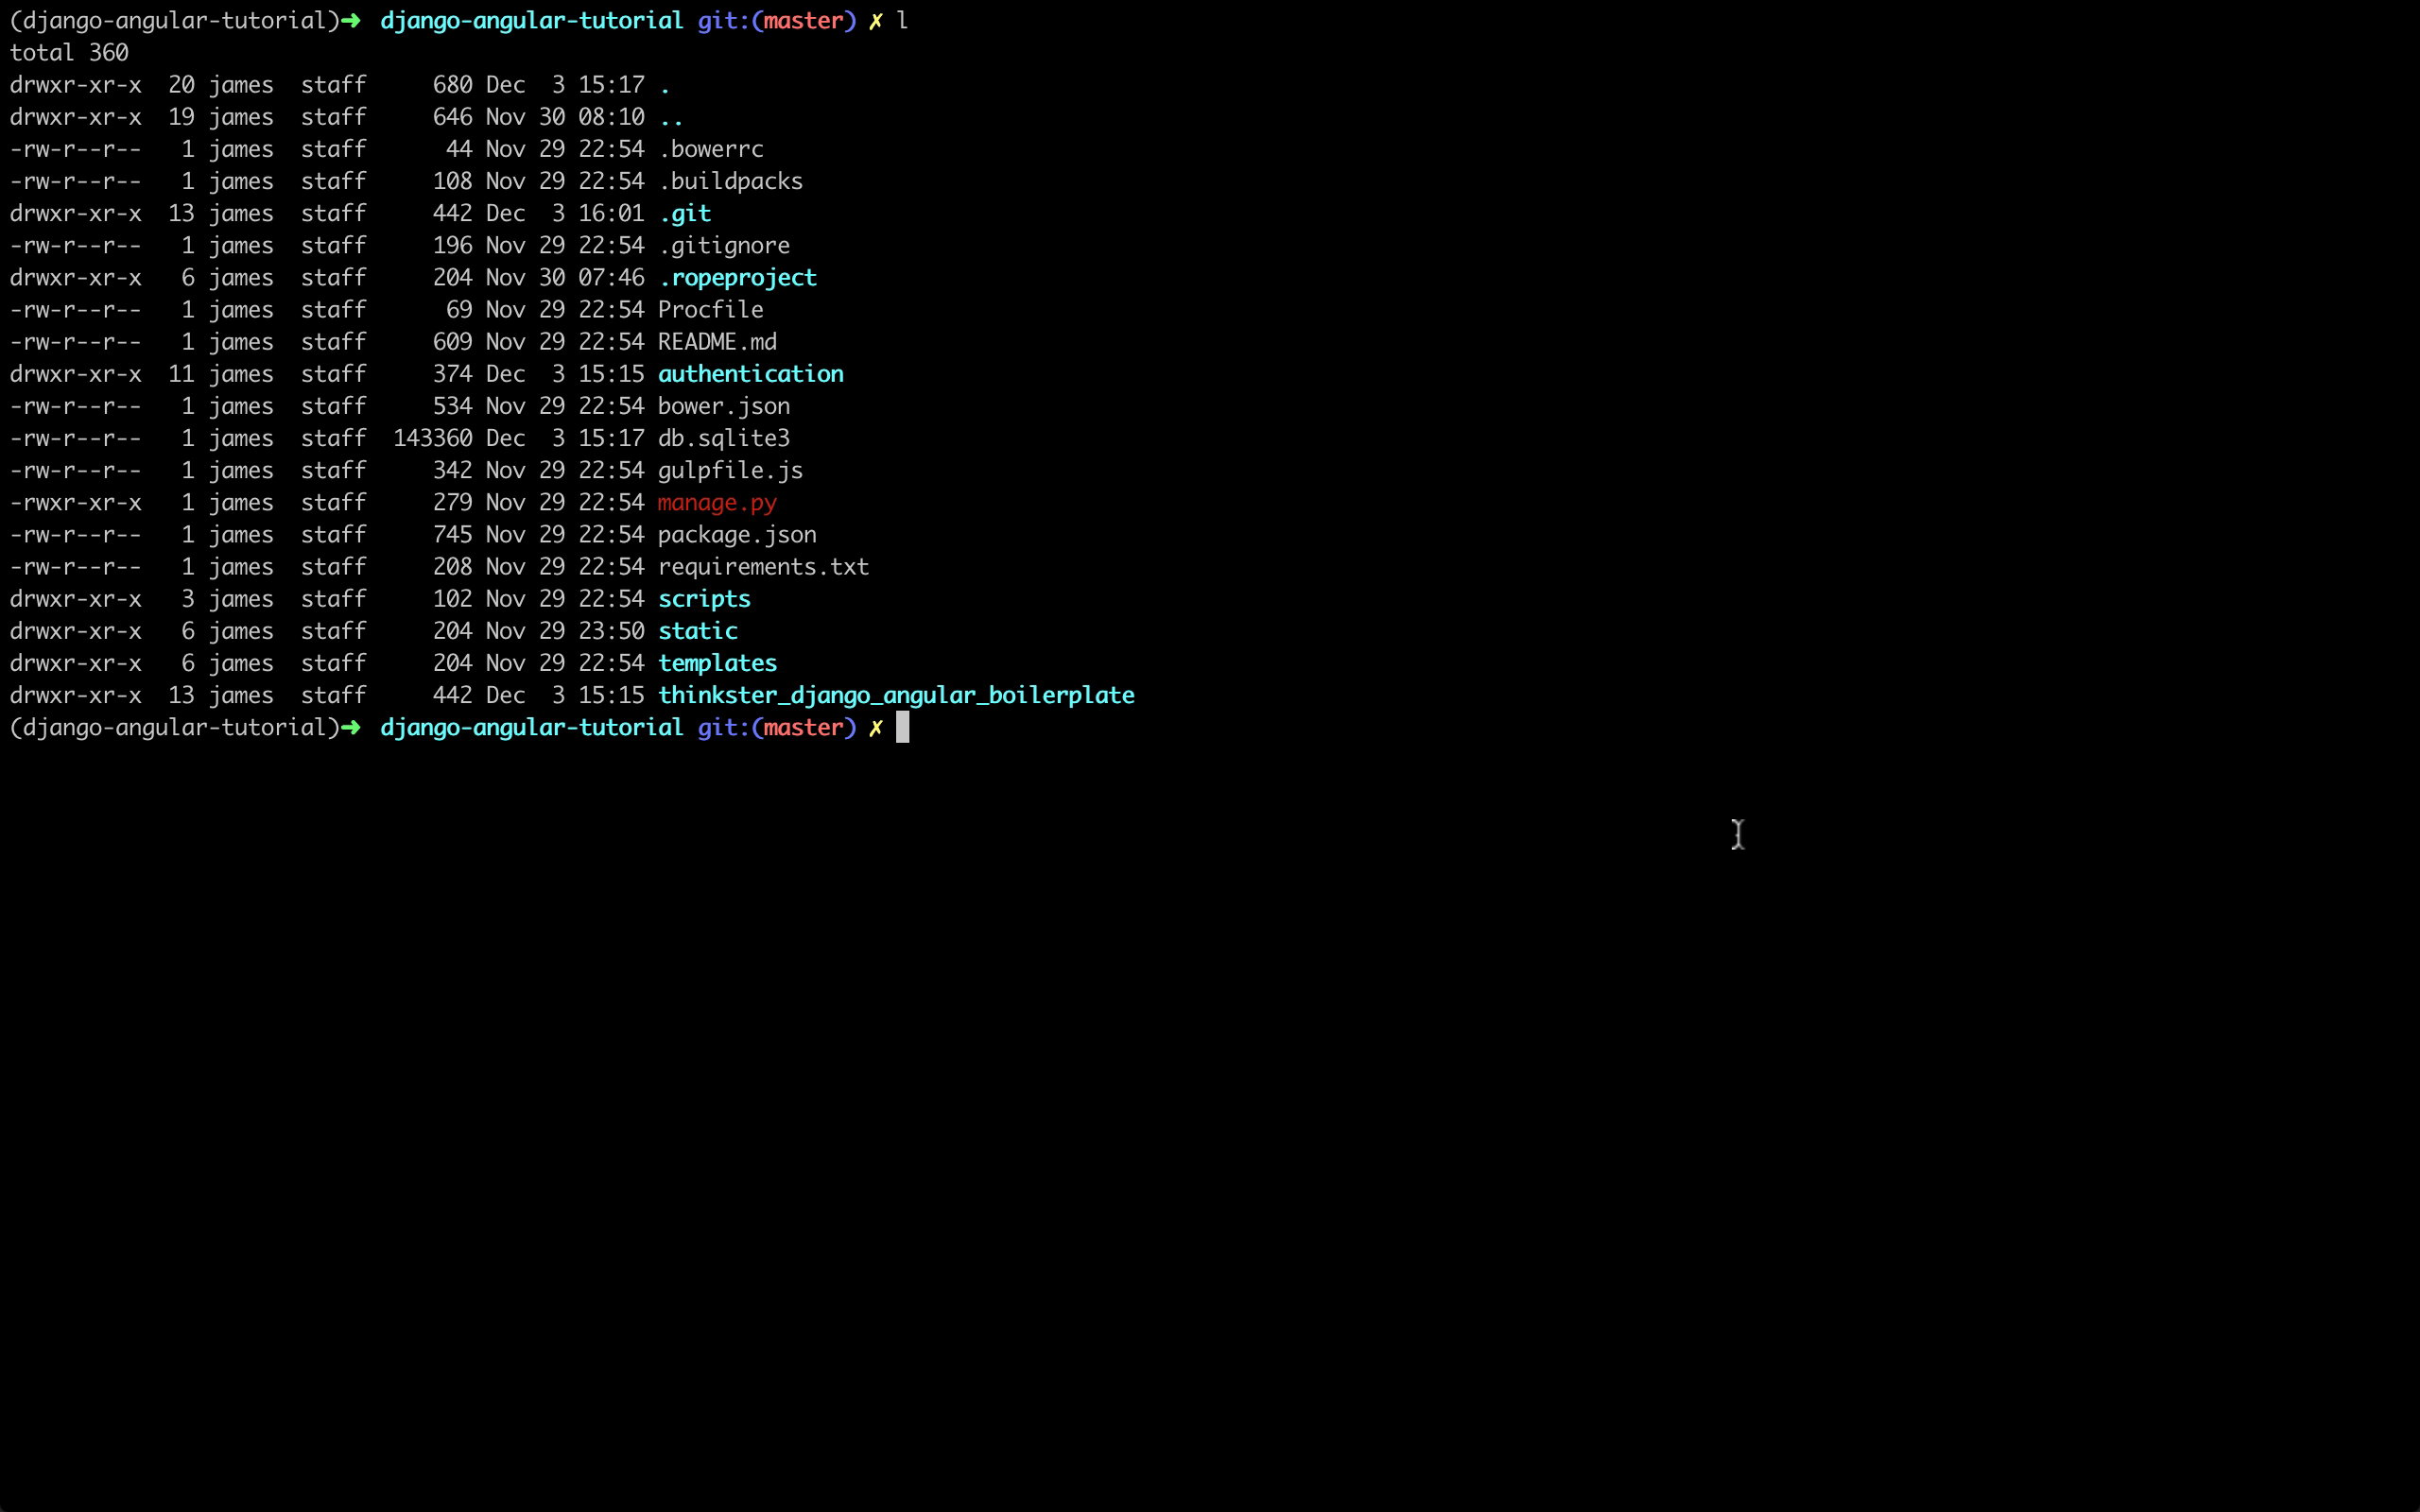 (django-angular-tutorial)➜  django-angular-tutorial git:(master) ✗ l
total 360
drwxr-xr-x  20 james  staff     680 Dec  3 15:17 .
drwxr-xr-x  19 james  staff     646 Nov 30 08:10 ..
-rw-r--r--   1 james  staff      44 Nov 29 22:54 .bowerrc
-rw-r--r--   1 james  staff     108 Nov 29 22:54 .buildpacks
drwxr-xr-x  13 james  staff     442 Dec  3 16:01 .git
-rw-r--r--   1 james  staff     196 Nov 29 22:54 .gitignore
drwxr-xr-x   6 james  staff     204 Nov 30 07:46 .ropeproject
-rw-r--r--   1 james  staff      69 Nov 29 22:54 Procfile
-rw-r--r--   1 james  staff     609 Nov 29 22:54 README.md
drwxr-xr-x  11 james  staff     374 Dec  3 15:15 authentication
-rw-r--r--   1 james  staff     534 Nov 29 22:54 bower.json
-rw-r--r--   1 james  staff  143360 Dec  3 15:17 db.sqlite3
-rw-r--r--   1 james  staff     342 Nov 29 22:54 gulpfile.js
-rwxr-xr-x   1 james  staff     279 Nov 29 22:54 manage.py
-rw-r--r--   1 james  staff     745 Nov 29 22:54 package.json
-rw-r--r--   1 james  staff     208 Nov 29 22:54 requirements.txt
drwxr-xr-x   3 james  staff     102 Nov 29 22:54 scripts
drwxr-xr-x   6 james  staff     204 Nov 29 23:50 static
drwxr-xr-x   6 james  staff     204 Nov 29 22:54 templates
drwxr-xr-x  13 james  staff     442 Dec  3 15:15 thinkster_django_angular_boilerplate
(django-angular-tutorial)➜  django-angular-tutorial git:(master) ✗